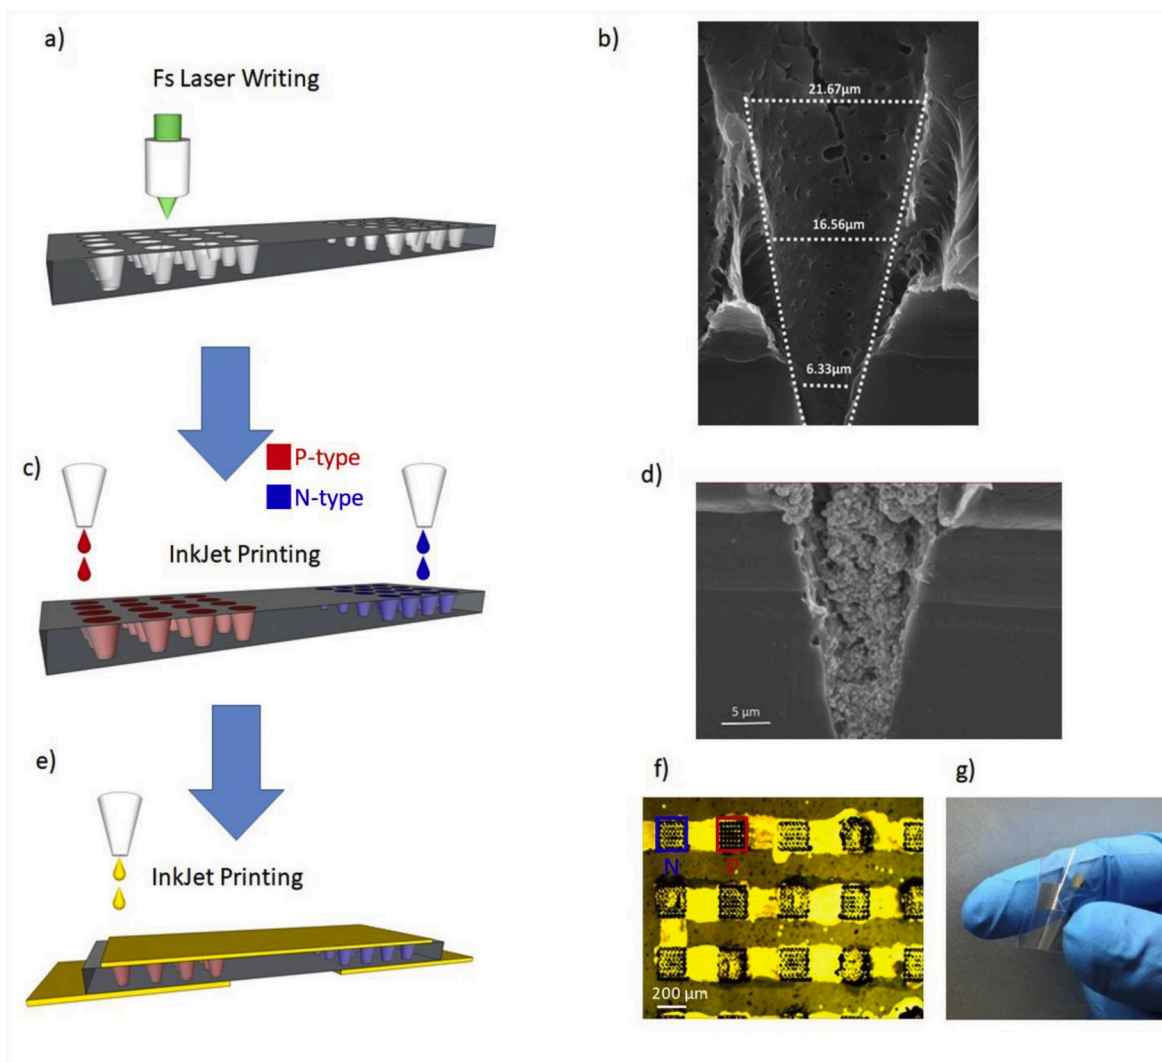 a)
Fs Laser Writing
b)
21.67µm
16.56µm
6.33µm
c)
P-type
N-type
InkJet Printing
d)
5 µm
e)
InkJet Printing
f)
N
P
200 µm
g)